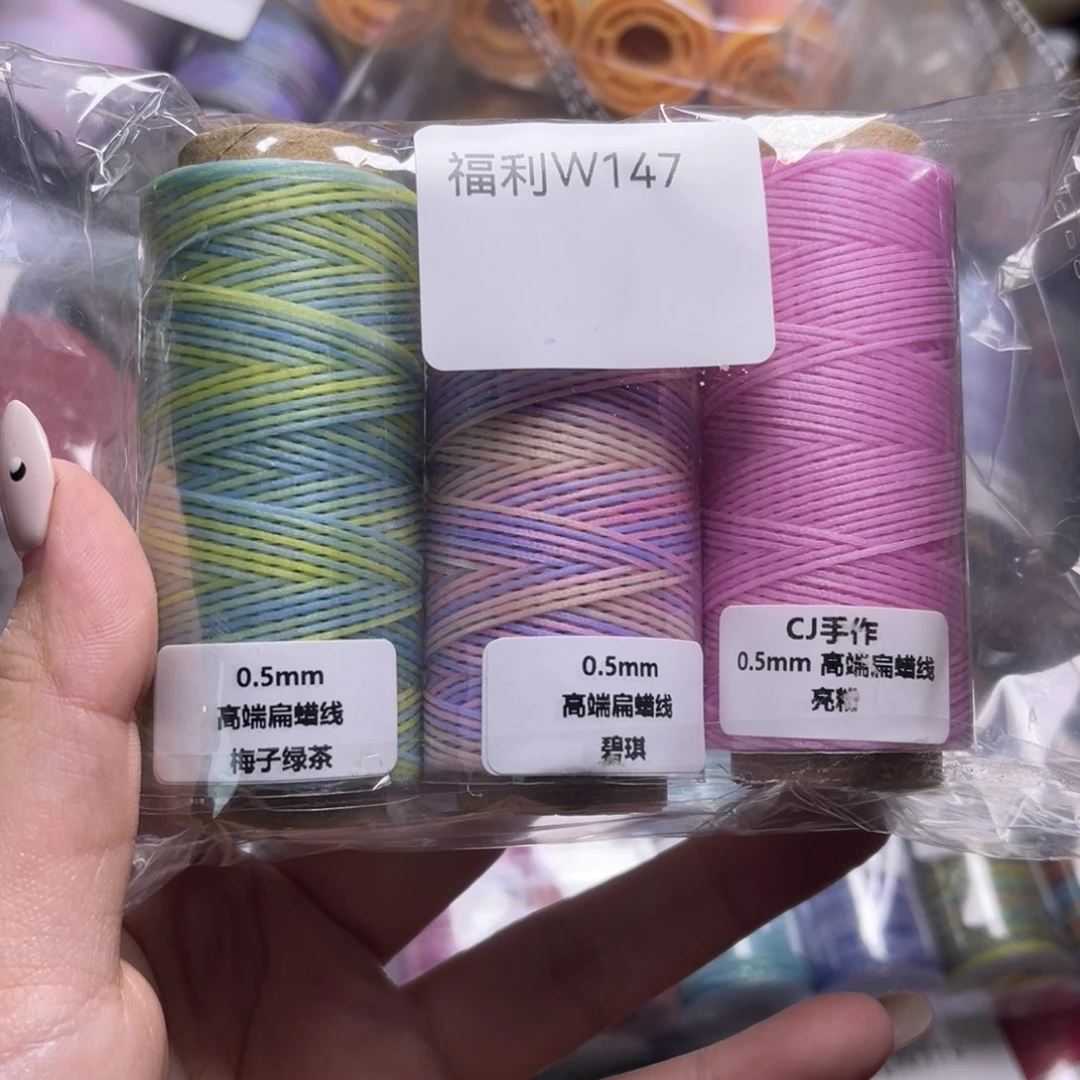 福利W147
0.5mm
高端扁蜡线
梅子绿茶
0.5mm
高端扁蜡线
碧琪
CJ手作
0.5mm 高端扁蜡线
亮粉